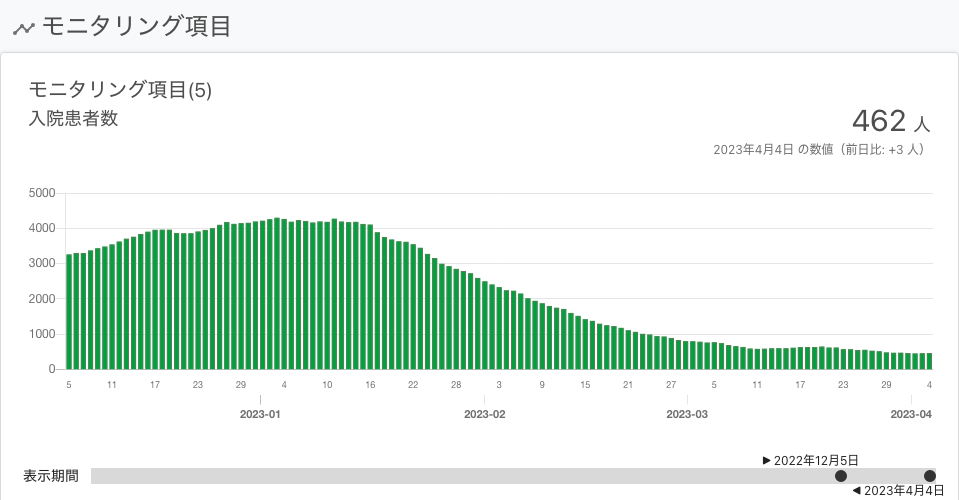 モニタリング項目
モニタリング項目(5)
入院患者数
462 人
2023年4月4日 の数値（前日比: +3 人）
5000
4000
3000
2000
1000
0
5 11 17 23 29 4 10 16 22 28 3 9 15 21 27 5 11 17 23 29 4
2023-01 2023-02 2023-03 2023-04
▶ 2022年12月5日
表示期間
◀ 2023年4月4日